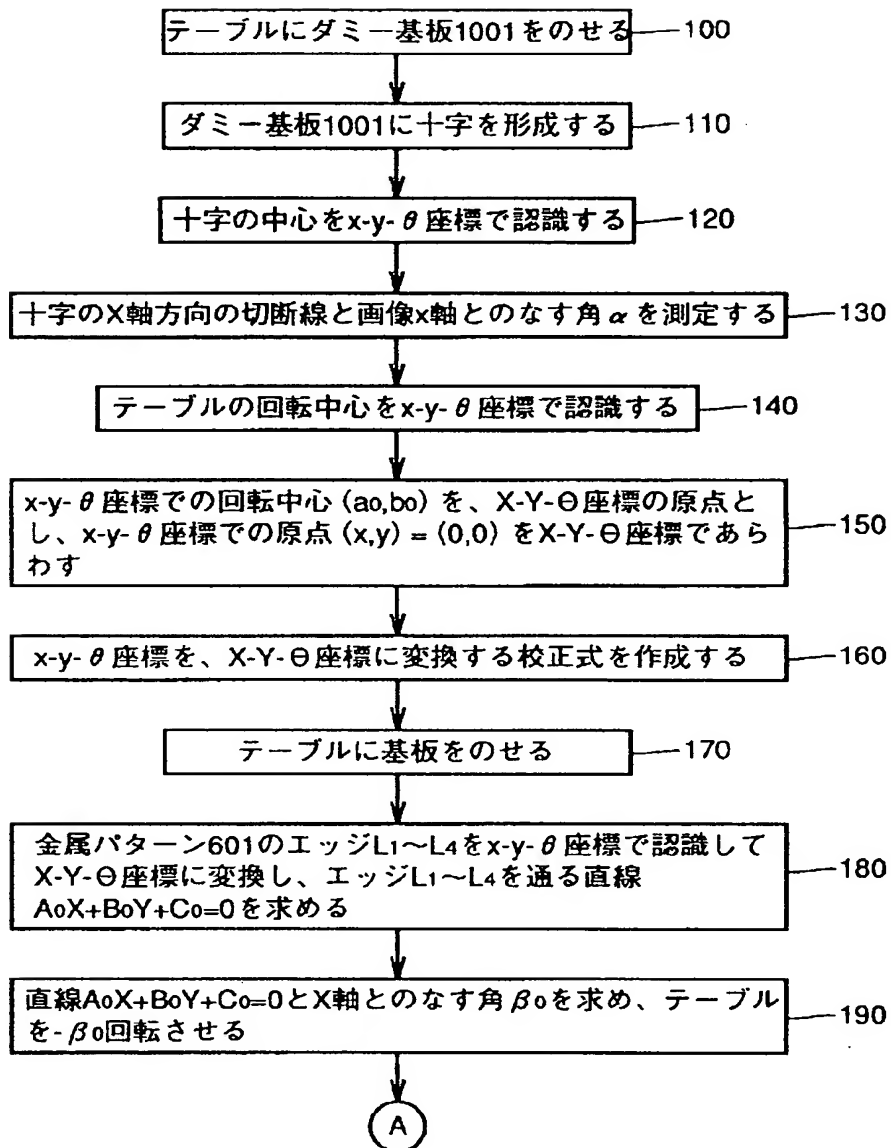 テーブルにダミー基板1001をのせる
100
ダミー基板1001に十字を形成する
110
十字の中心をx-y-θ座標で認識する
120
十字のX軸方向の切断線と画像x軸とのなす角αを測定する
130
テーブルの回転中心をx-y-θ座標で認識する
140
x-y-θ座標での回転中心(a0,b0)を、X-Y-Θ座標の原点と
し、x-y-θ座標での原点(x,y)=(0,0)をX-Y-Θ座標であら
わす
150
x-y-θ座標を、X-Y-Θ座標に変換する校正式を作成する
160
テーブルに基板をのせる
170
金属パターン601のエッジL1〜L4をx-y-θ座標で認識して
X-Y-Θ座標に変換し、エッジL1〜L4を通る直線
A0X+B0Y+C0=0を求める
180
直線A0X+B0Y+C0=0とX軸とのなす角β0を求め、テーブル
を-β0回転させる
190
A